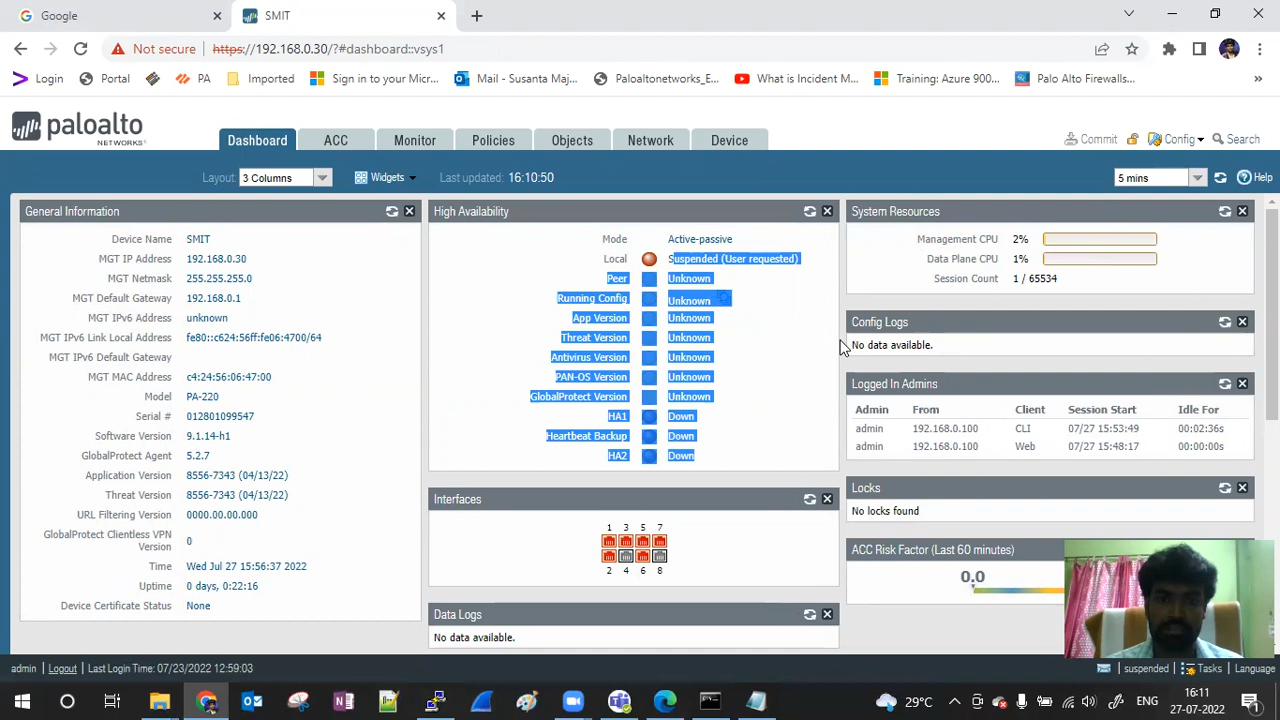 Google
SMIT
Not secure
https://192.168.0.30/?#dashboard::vsys1
Login
Portal
PA
Imported
Sign in to your Micr...
Mail - Susanta Maj...
Paloaltonetworks_E...
What is Incident M...
Training: Azure 900...
Palo Alto Firewalls...
»
paloalto
NETWORKS
Dashboard
ACC
Monitor
Policies
Objects
Network
Device
Commit
Config
Search
Layout: 3 Columns
Widgets
Last updated: 16:10:50
5 mins
Help
General Information
Device Name SMIT
MGT IP Address 192.168.0.30
MGT Netmask 255.255.255.0
MGT Default Gateway 192.168.0.1
MGT IPv6 Address unknown
MGT IPv6 Link Local Address fe80::c624:56ff:fe06:4700/64
MGT IPv6 Default Gateway
MGT MAC Address c4:24:56:06:47:00
Model PA-220
Serial # 012801099547
Software Version 9.1.14-h1
GlobalProtect Agent 5.2.7
Application Version 8556-7343 (04/13/22)
Threat Version 8556-7343 (04/13/22)
URL Filtering Version 0000.00.00.000
GlobalProtect Clientless VPN Version 0
Time Wed Jul 27 15:56:37 2022
Uptime 0 days, 0:22:16
Device Certificate Status None
High Availability
Mode Active-passive
Local Suspended (User requested)
Peer Unknown
Running Config Unknown
App Version Unknown
Threat Version Unknown
Antivirus Version Unknown
PAN-OS Version Unknown
GlobalProtect Version Unknown
HA1 Down
Heartbeat Backup Down
HA2 Down
Interfaces
1 3 5 7
2 4 6 8
Data Logs
No data available.
System Resources
Management CPU 2%
Data Plane CPU 1%
Session Count 1 / 65534
Config Logs
No data available.
Logged In Admins
Admin From Client Session Start Idle For
admin 192.168.0.100 CLI 07/27 15:53:49 00:02:36s
admin 192.168.0.100 Web 07/27 15:48:17 00:00:00s
Locks
No locks found
ACC Risk Factor (Last 60 minutes)
0.0
admin | Logout | Last Login Time: 07/23/2022 12:59:03
suspended
Tasks
Language
29°C
ENG
16:11
27-07-2022
1